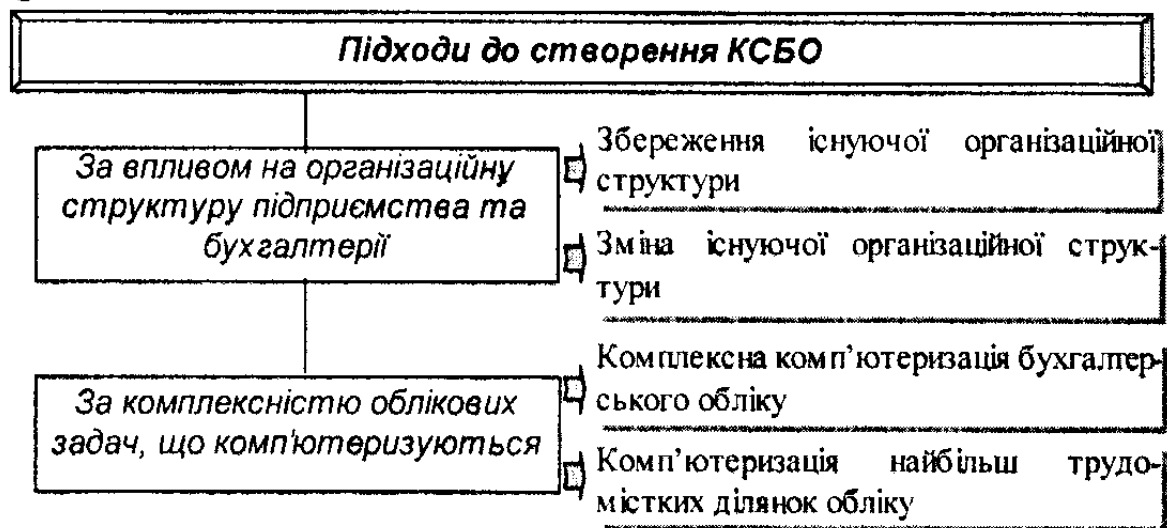 Підходи до створення КСБО
За впливом на організаційну
структуру підприємства та
бухгалтерії
Збереження існуючої організаційної
структури
Зміна існуючої організаційної струк-
тури
За комплексністю облікових
задач, що комп'ютеризуються
Комплексна комп’ютеризація бухгалтер-
ського обліку
Комп’ютеризація найбільш трудо-
містких ділянок обліку